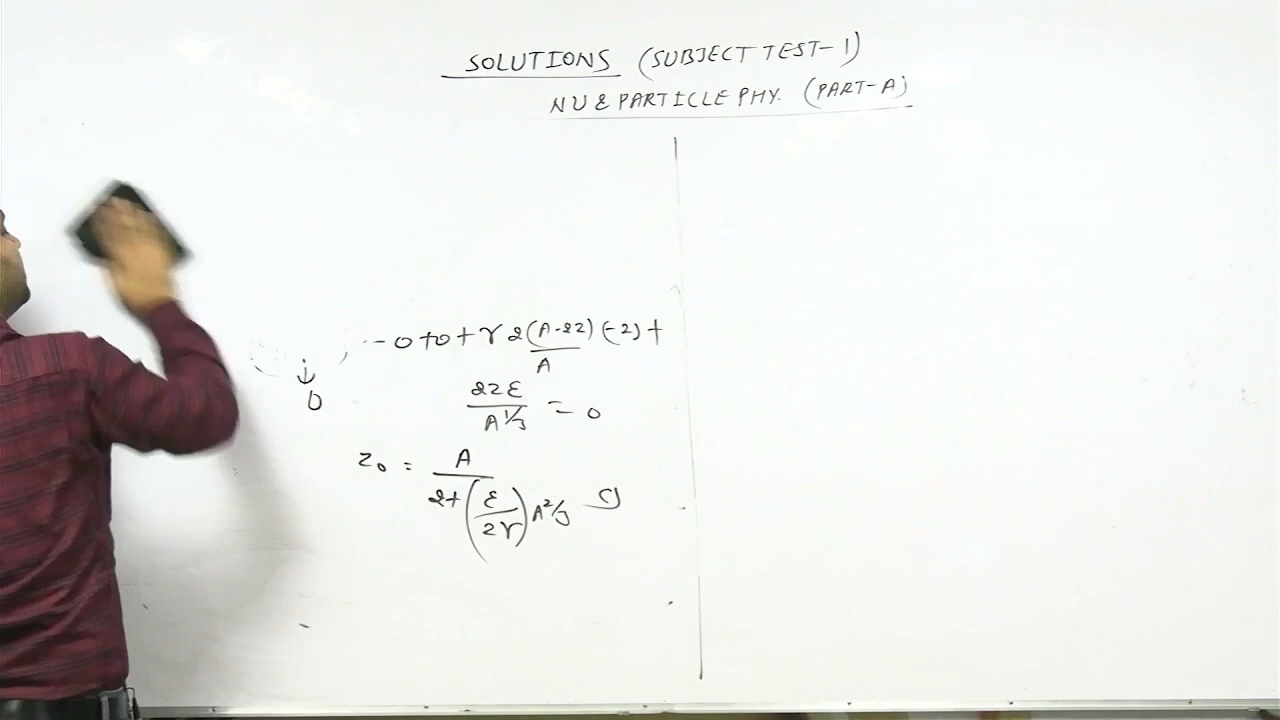 SOLUTIONS (SUBJECT TEST-1)
NU & PARTICLE PHY. (PART-A)
-0+0+γ2(A-2Z)(-2)+
A
↓
0
2Zε
A^1/3 = 0
Z0 = A
2+(ε/2γ)A^2/3 c)